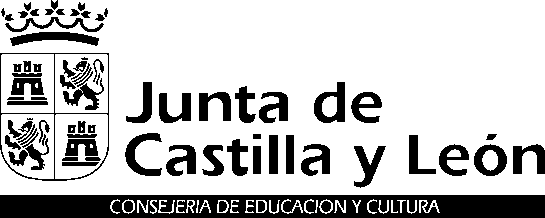 Junta de
Castilla y León
CONSEJERIA DE EDUCACION Y CULTURA